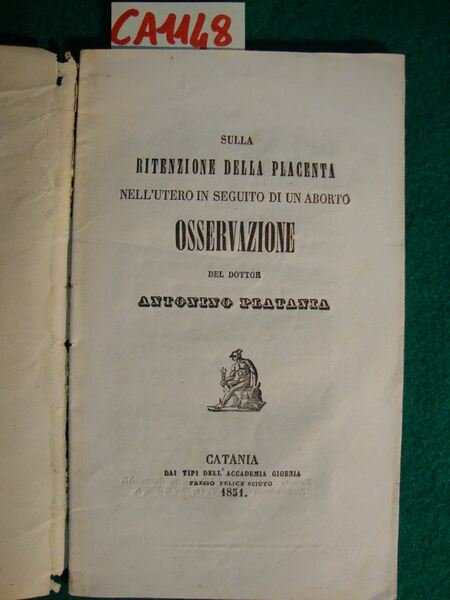 CA1148
SULLA
RITENZIONE DELLA PLACENTA
NELL'UTERO IN SEGUITO DI UN ABORTO
OSSERVAZIONE
DEL DOTTOR
ANTONINO PLATANIA
CATANIA
DAI TIPI DELL'ACCADEMIA GIOENIA
PRESSO FELICE SCIUTO
1851.